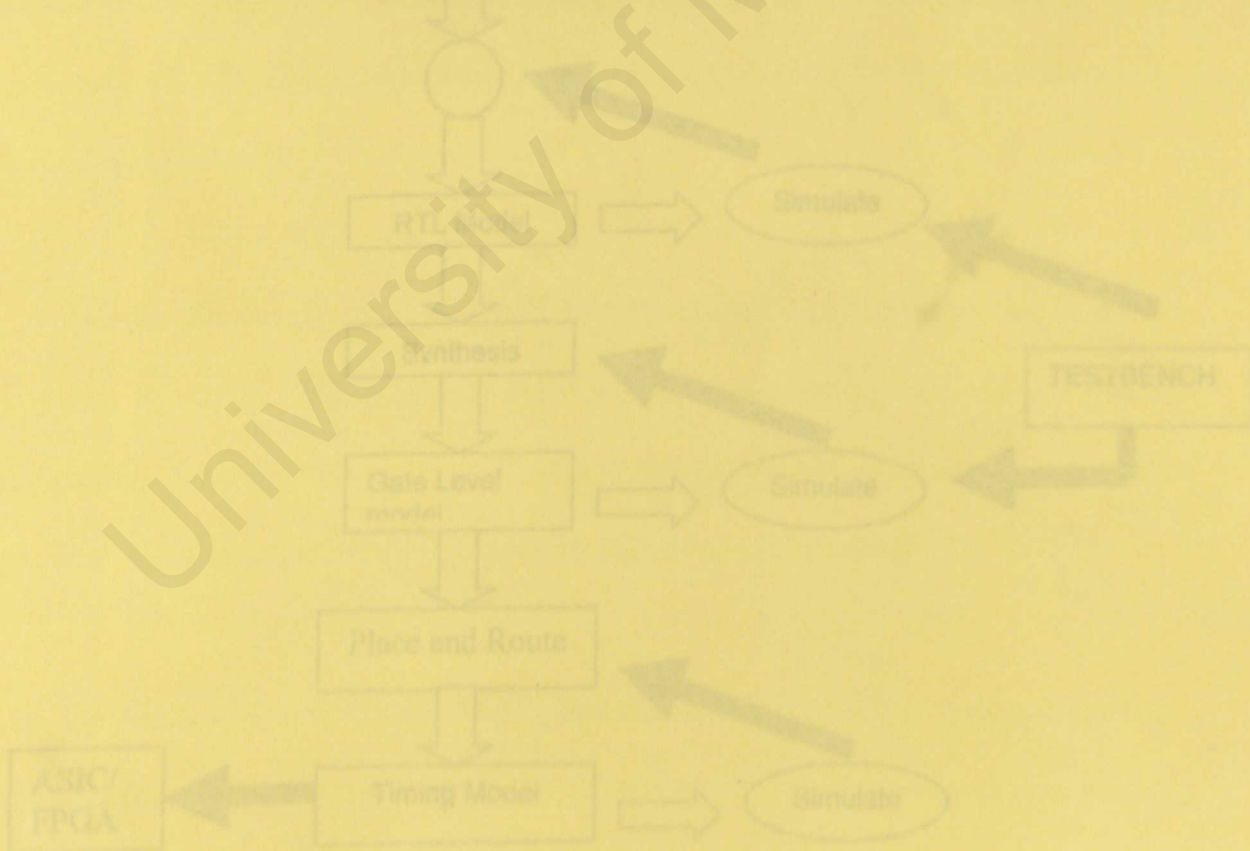 University of M
RTL Model
Simulate
Synthesis
TESTBENCH
Gate Level
model
Simulate
Place and Route
ASIC/
FPGA
Timing Model
Simulate